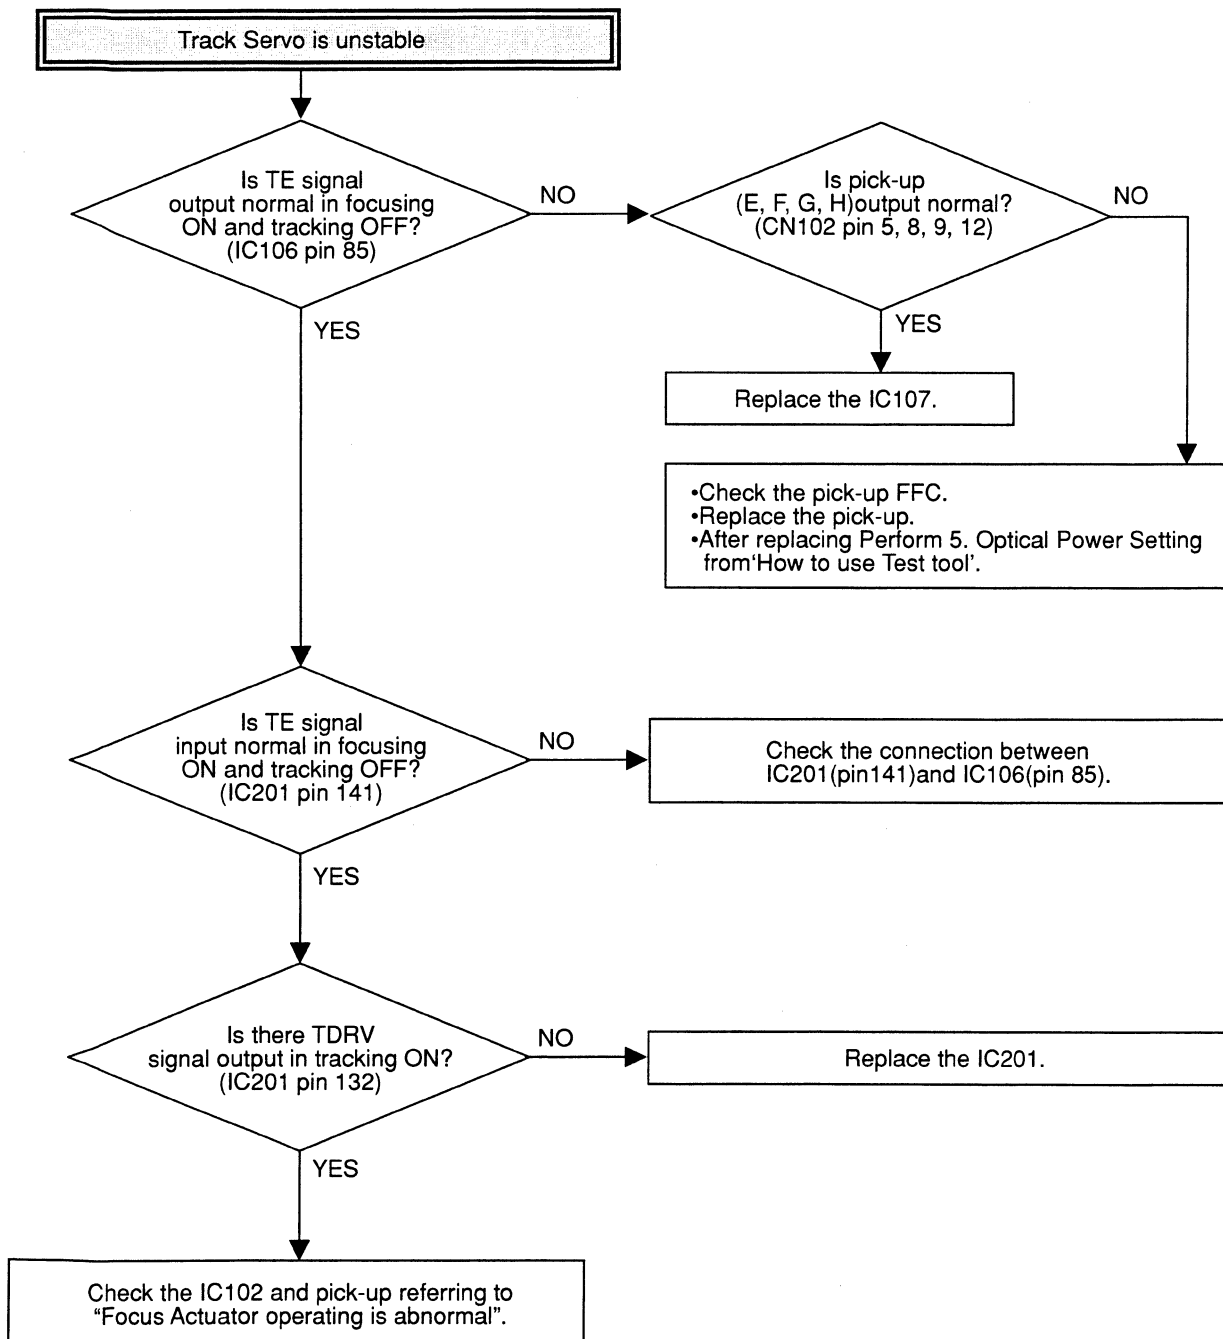 Track Servo is unstable
Is TE signal
output normal in focusing
ON and tracking OFF?
(IC106 pin 85)
NO
Is pick-up
(E, F, G, H)output normal?
(CN102 pin 5, 8, 9, 12)
NO
YES
YES
Replace the IC107.
•Check the pick-up FFC.
•Replace the pick-up.
•After replacing Perform 5. Optical Power Setting
from‘How to use Test tool’.
Is TE signal
input normal in focusing
ON and tracking OFF?
(IC201 pin 141)
NO
Check the connection between
IC201(pin141)and IC106(pin 85).
YES
Is there TDRV
signal output in tracking ON?
(IC201 pin 132)
NO
Replace the IC201.
YES
Check the IC102 and pick-up referring to
“Focus Actuator operating is abnormal”.